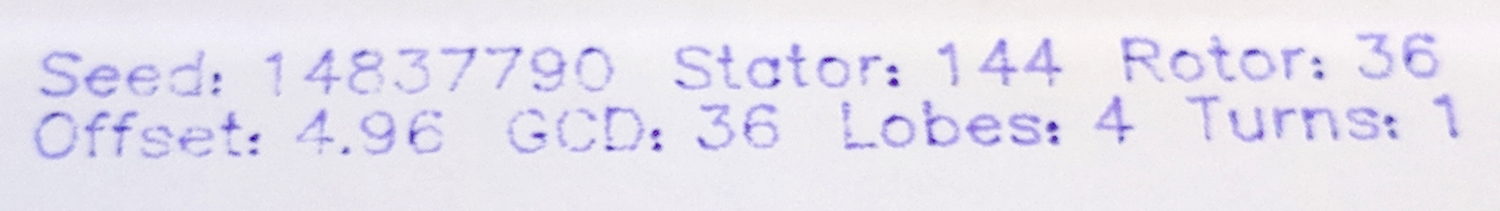 Seed: 14837790 Stator: 144 Rotor: 36
Offset: 4.96 GCD: 36 Lobes: 4 Turns: 1